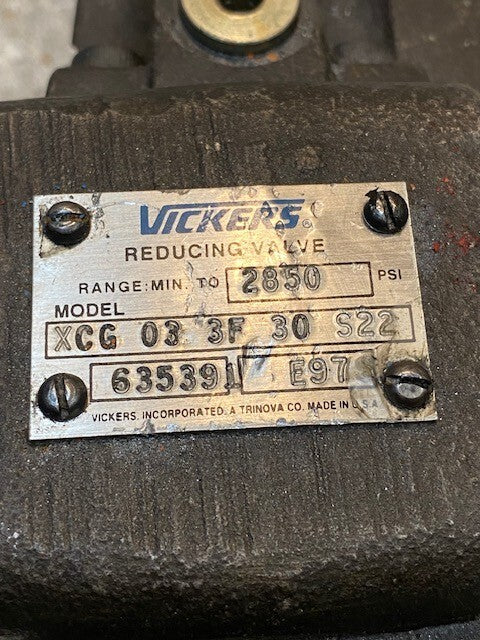 VICKERS®
REDUCING VALVE
RANGE: MIN. TO 2850 PSI
MODEL
XCG 03 3F 30 S22
635391 E97
VICKERS, INCORPORATED. A TRINOVA CO. MADE IN U.S.A.